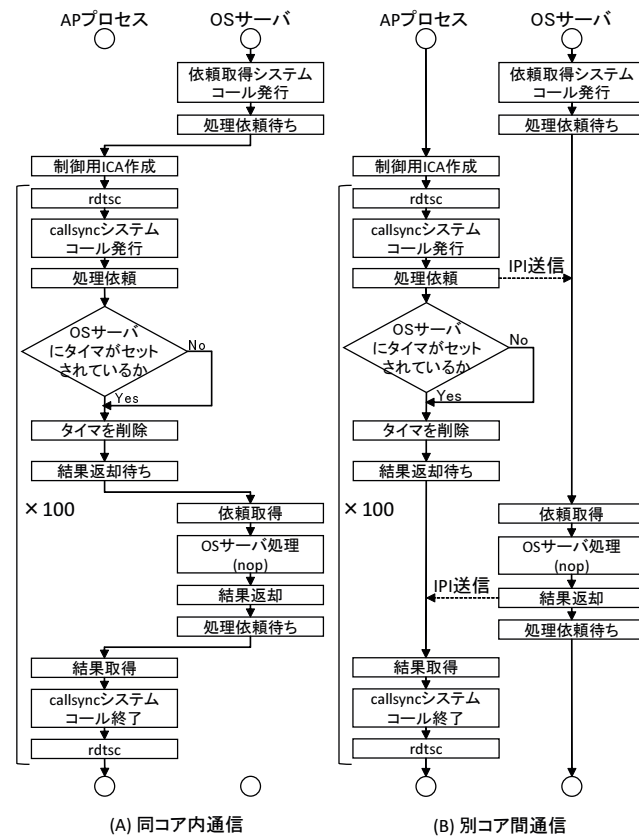 APプロセス
OSサーバ
依頼取得システム
コール発行
処理依頼待ち
制御用ICA作成
rdtsc
callsyncシステム
コール発行
処理依頼
OSサーバ
にタイマがセット
されているか
No
Yes
タイマを削除
結果返却待ち
×100
依頼取得
OSサーバ処理
(nop)
結果返却
処理依頼待ち
結果取得
callsyncシステム
コール終了
rdtsc
(A) 同コア内通信
APプロセス
OSサーバ
依頼取得システム
コール発行
処理依頼待ち
制御用ICA作成
rdtsc
callsyncシステム
コール発行
IPI送信
処理依頼
OSサーバ
にタイマがセット
されているか
No
Yes
タイマを削除
結果返却待ち
×100
依頼取得
OSサーバ処理
(nop)
IPI送信
結果返却
処理依頼待ち
結果取得
callsyncシステム
コール終了
rdtsc
(B) 別コア間通信